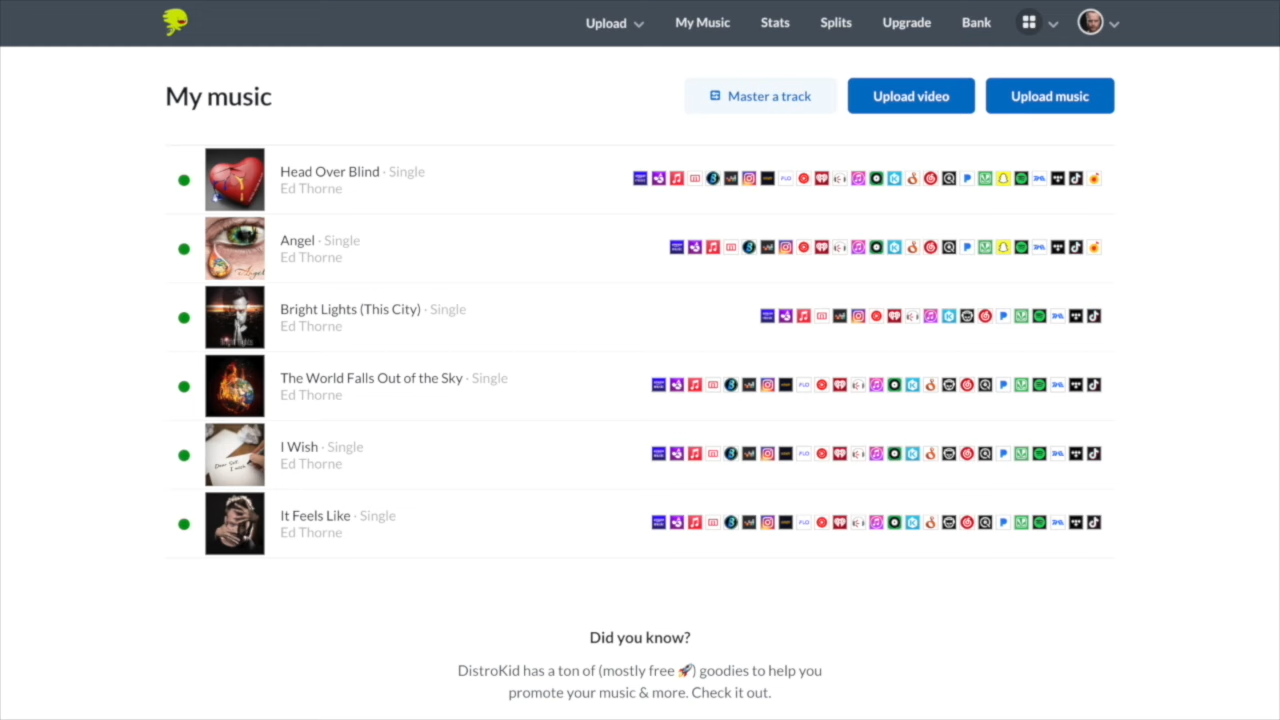 Upload
My Music
Stats
Splits
Upgrade
Bank
My music
Master a track
Upload video
Upload music
Head Over Blind · Single
Ed Thorne
Angel · Single
Ed Thorne
Bright Lights (This City) · Single
Ed Thorne
The World Falls Out of the Sky · Single
Ed Thorne
I Wish · Single
Ed Thorne
It Feels Like · Single
Ed Thorne
Did you know?
DistroKid has a ton of (mostly free 🚀) goodies to help you
promote your music & more. Check it out.